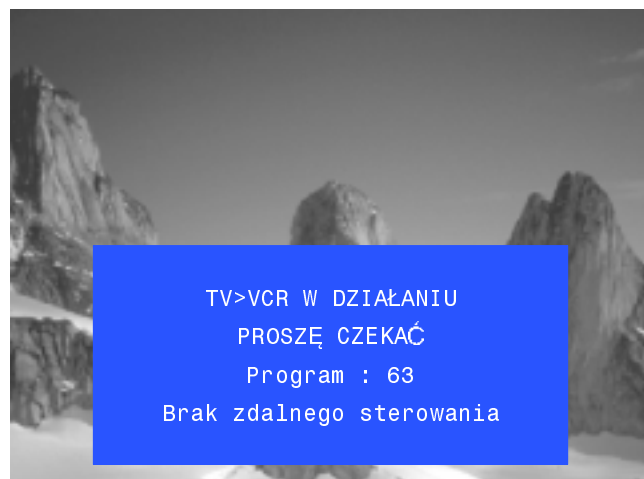 TV>VCR W DZIAŁANIU
PROSZĘ CZEKAĆ
Program : 63
Brak zdalnego sterowania